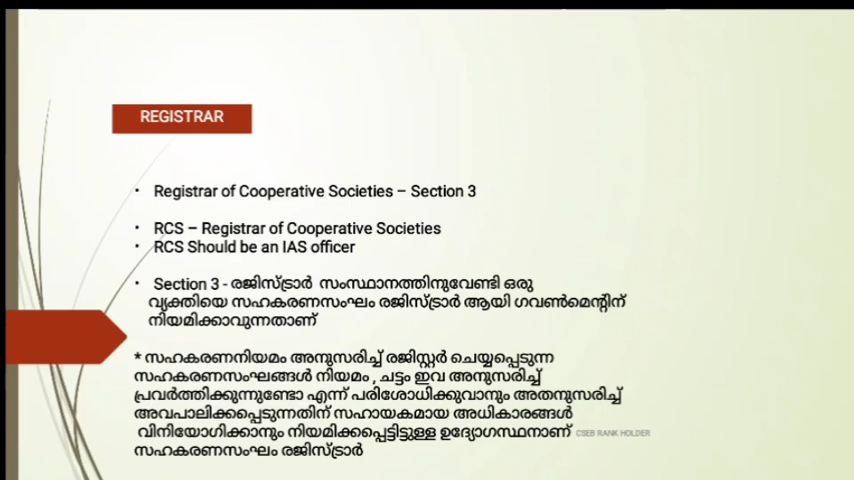 REGISTRAR
• Registrar of Cooperative Societies – Section 3
• RCS – Registrar of Cooperative Societies
• RCS Should be an IAS officer
• Section 3 - രജിസ്ട്രാർ സംസ്ഥാനത്തിനുവേണ്ടി ഒരു
വ്യക്തിയെ സഹകരണസംഘം രജിസ്ട്രാർ ആയി ഗവൺമെന്റിന്
നിയമിക്കാവുന്നതാണ്
* സഹകരണനിയമം അനുസരിച്ച് രജിസ്റ്റർ ചെയ്യപ്പെടുന്ന
സഹകരണസംഘങ്ങൾ നിയമം , ചട്ടം ഇവ അനുസരിച്ച്
പ്രവർത്തിക്കുന്നുണ്ടോ എന്ന് പരിശോധിക്കുവാനും അതനുസരിച്ച്
അവപാലിക്കപ്പെടുന്നതിന് സഹായകമായ അധികാരങ്ങൾ
വിനിയോഗിക്കാനും നിയമിക്കപ്പെട്ടിട്ടുള്ള ഉദ്യോഗസ്ഥനാണ് CSEB RANK HOLDER
സഹകരണസംഘം രജിസ്ട്രാർ